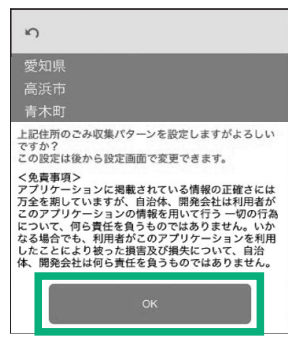 愛知県
高浜市
青木町
上記住所のごみ収集パターンを設定しますがよろしい
ですか？
この設定は後から設定画面で変更できます。
＜免責事項＞
アプリケーションに掲載されている情報の正確さには
万全を期していますが、自治体、開発会社は利用者が
このアプリケーションの情報を用いて行う 一切の行為
について、何ら責任を負うものではありません。いか
なる場合でも、利用者がこのアプリケーションを利用
したことにより被った損害及び損失について、自治
体、開発会社は何ら責任を負うものではありません。
OK